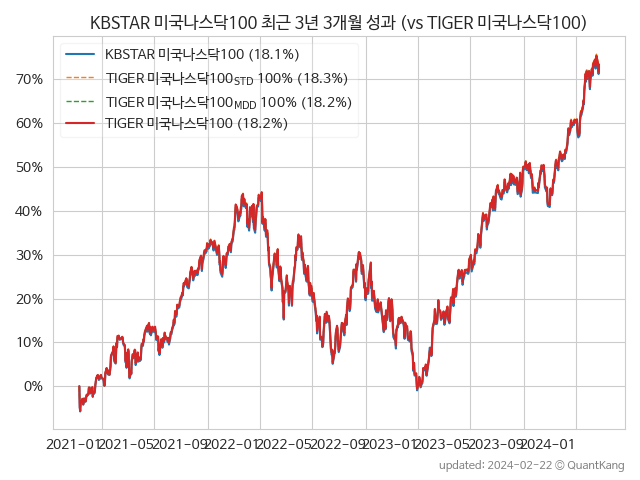 KBSTAR 미국나스닥100 최근 3년 3개월 성과 (vs TIGER 미국나스닥100)
KBSTAR 미국나스닥100 (18.1%)
TIGER 미국나스닥100STD 100% (18.3%)
TIGER 미국나스닥100MDD 100% (18.2%)
TIGER 미국나스닥100 (18.2%)
70%
60%
50%
40%
30%
20%
10%
0%
2021-01 2021-05 2021-09 2022-01 2022-05 2022-09 2023-01 2023-05 2023-09 2024-01
updated: 2024-02-22 © QuantKang